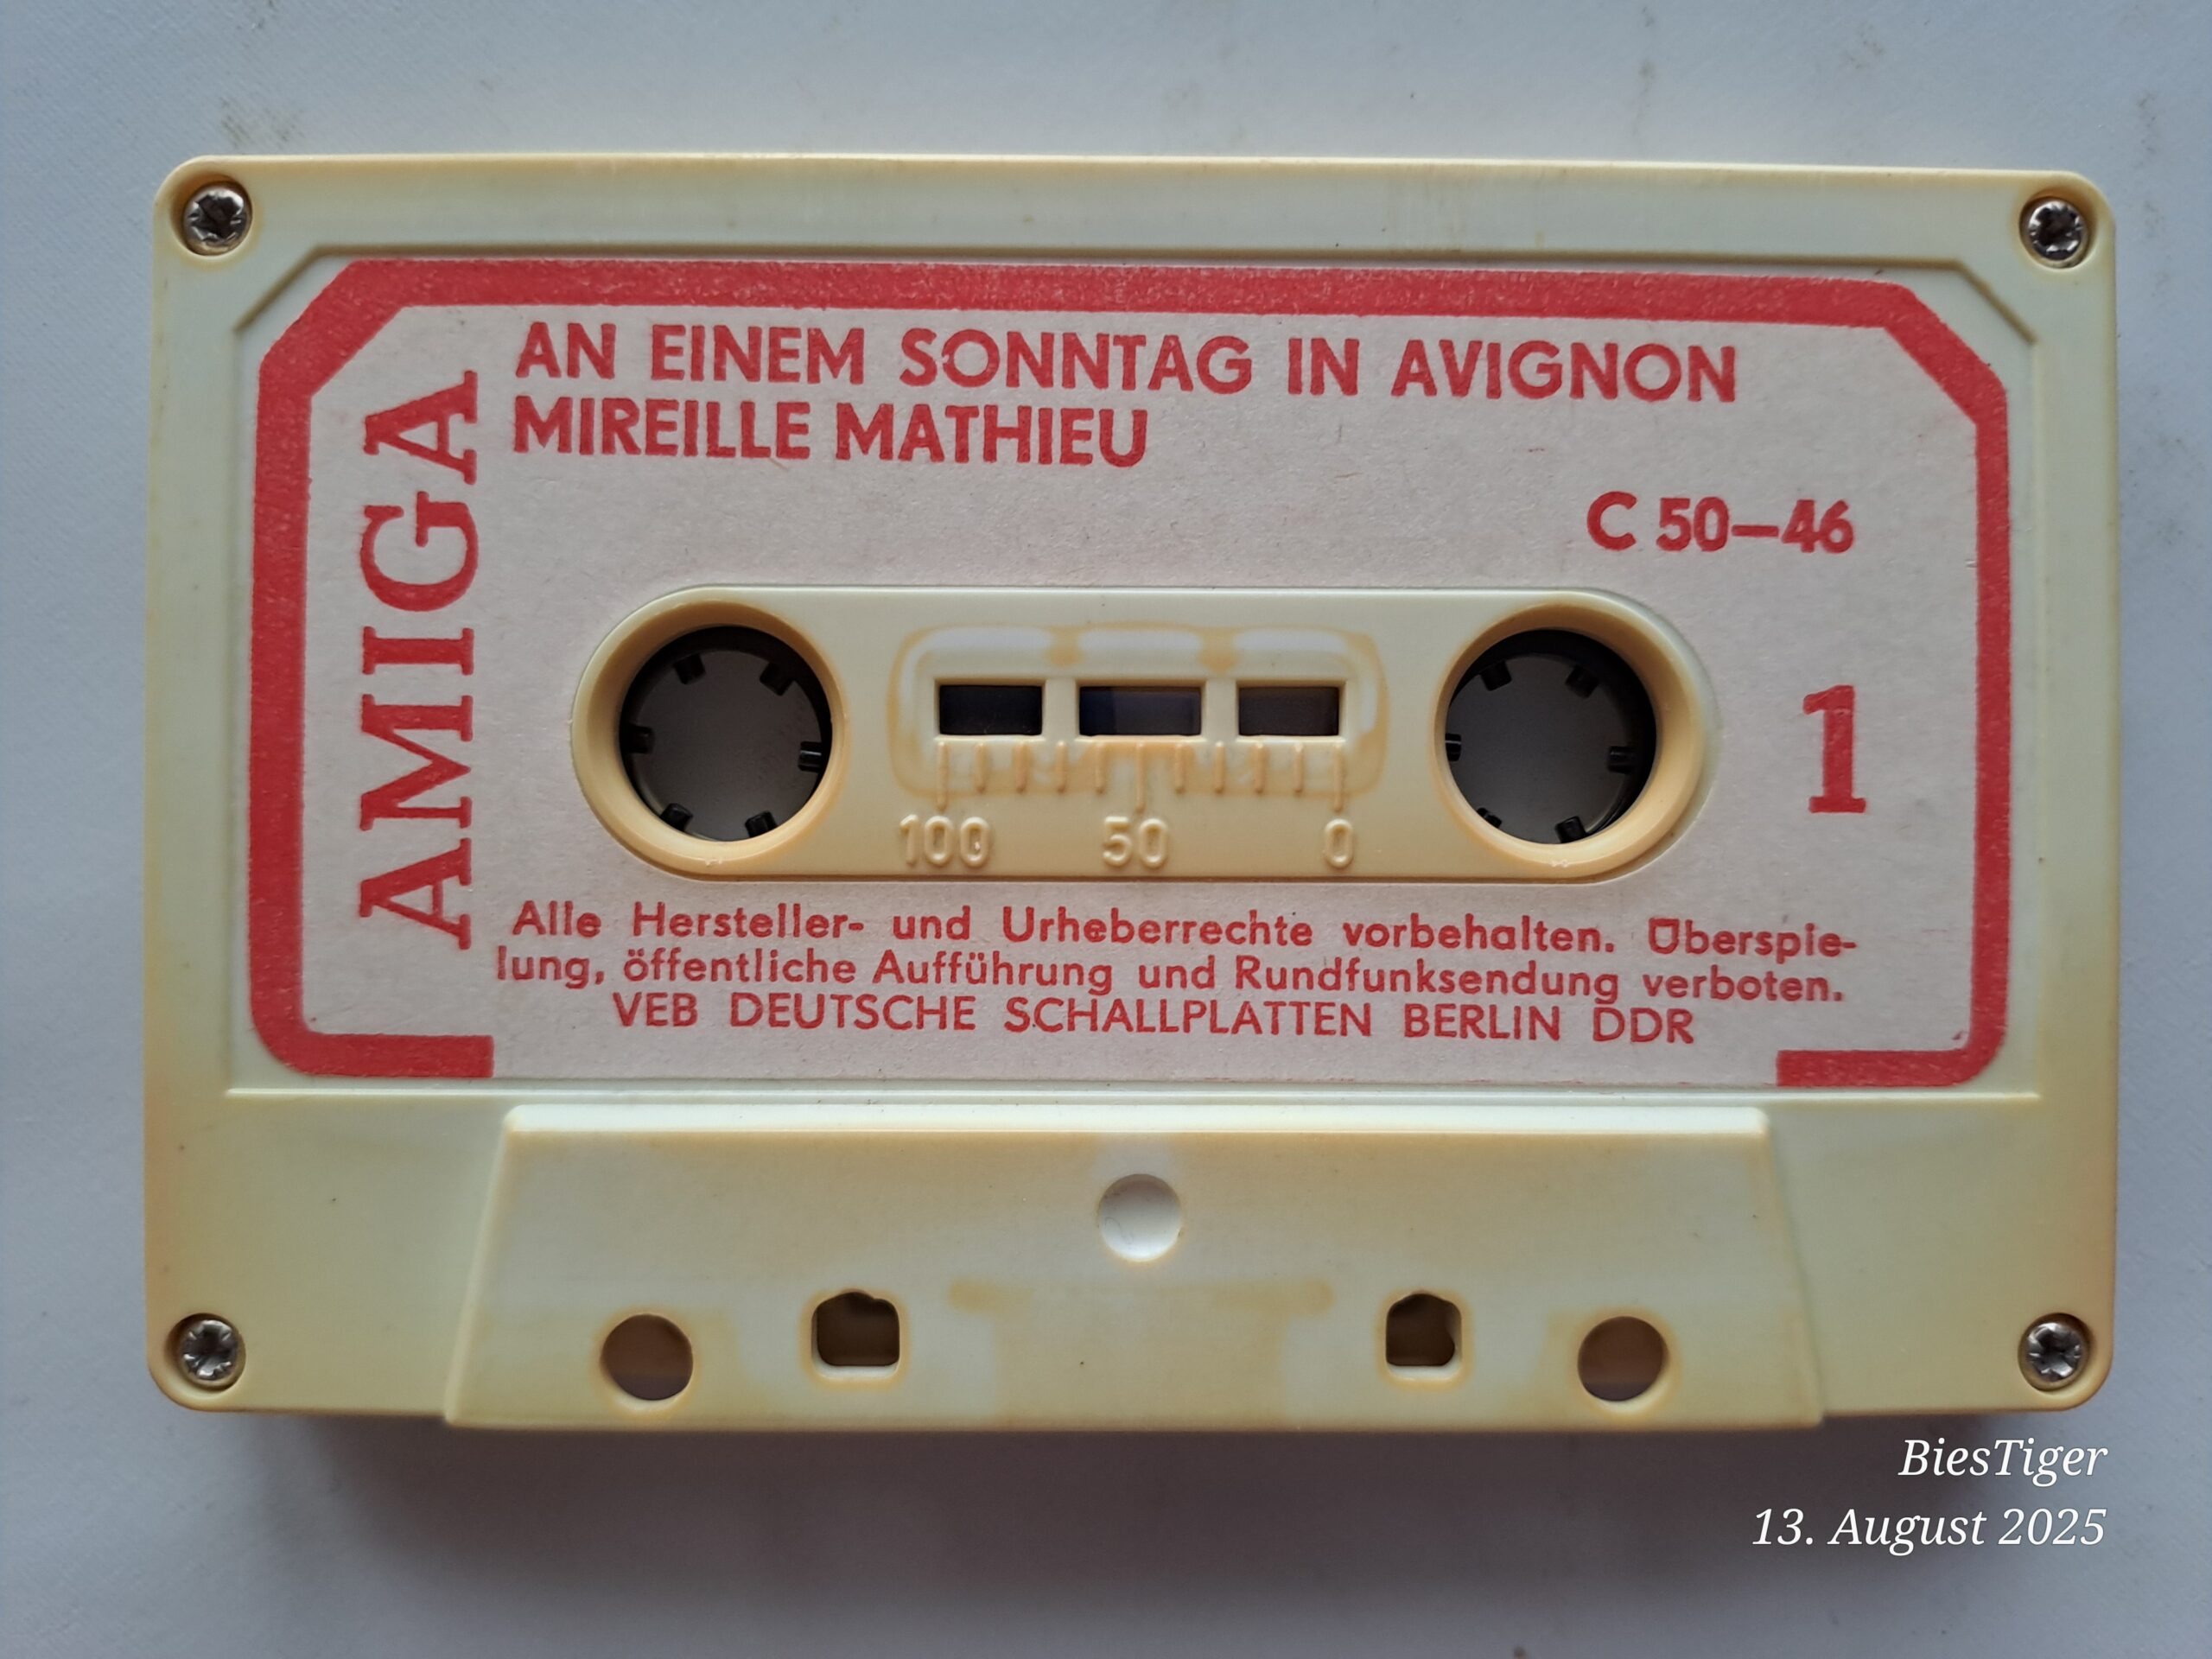 AN EINEM SONNTAG IN AVIGNON
MIREILLE MATHIEU
AMIGA
C 50–46
1
100 50 0
Alle Hersteller- und Urheberrechte vorbehalten. Überspie-
lung, öffentliche Aufführung und Rundfunksendung verboten.
VEB DEUTSCHE SCHALLPLATTEN BERLIN DDR
BiesTiger
13. August 2025